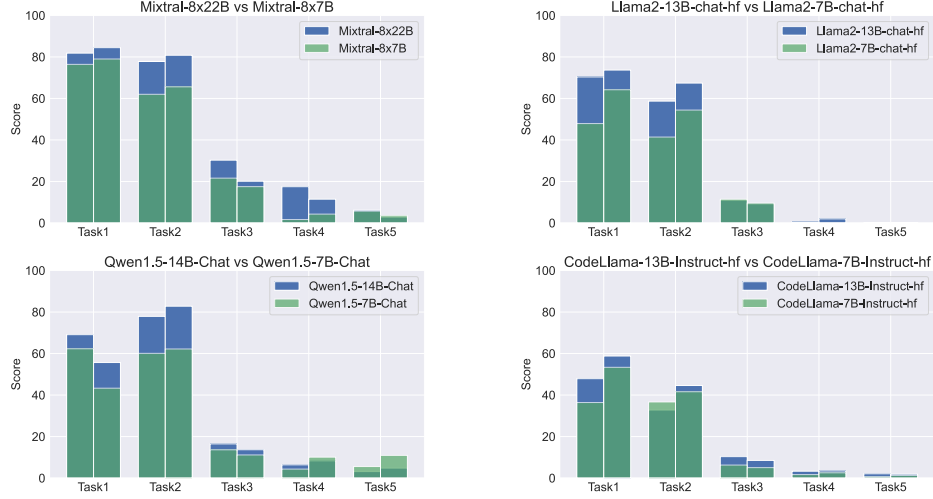 Mixtral-8x22B vs Mixtral-8x7B
100
80
60
40
20
0
Score
Mixtral-8x22B
Mixtral-8x7B
Task1 Task2 Task3 Task4 Task5
Llama2-13B-chat-hf vs Llama2-7B-chat-hf
100
80
60
40
20
0
Score
Llama2-13B-chat-hf
Llama2-7B-chat-hf
Task1 Task2 Task3 Task4 Task5
Qwen1.5-14B-Chat vs Qwen1.5-7B-Chat
100
80
60
40
20
0
Score
Qwen1.5-14B-Chat
Qwen1.5-7B-Chat
Task1 Task2 Task3 Task4 Task5
CodeLlama-13B-Instruct-hf vs CodeLlama-7B-Instruct-hf
100
80
60
40
20
0
Score
CodeLlama-13B-Instruct-hf
CodeLlama-7B-Instruct-hf
Task1 Task2 Task3 Task4 Task5